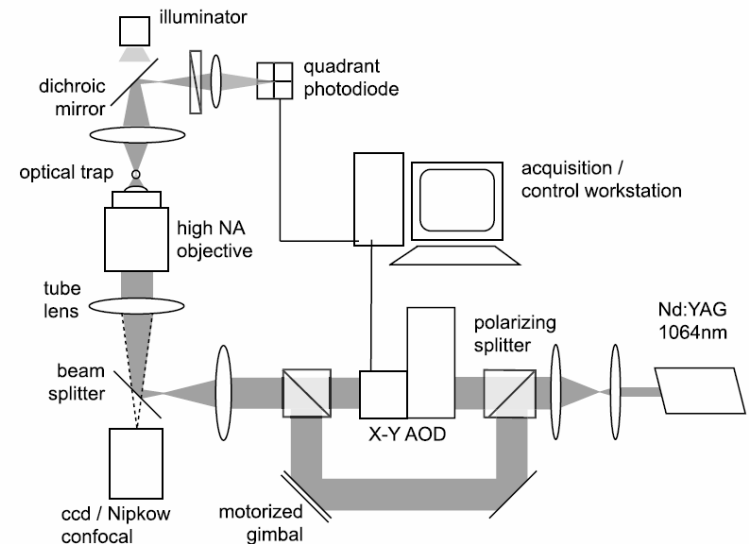 illuminator
dichroic
mirror
quadrant
photodiode
optical trap
acquisition /
control workstation
high NA
objective
tube
lens
Nd:YAG
1064nm
polarizing
splitter
beam
splitter
X-Y AOD
ccd / Nipkow
confocal
motorized
gimbal